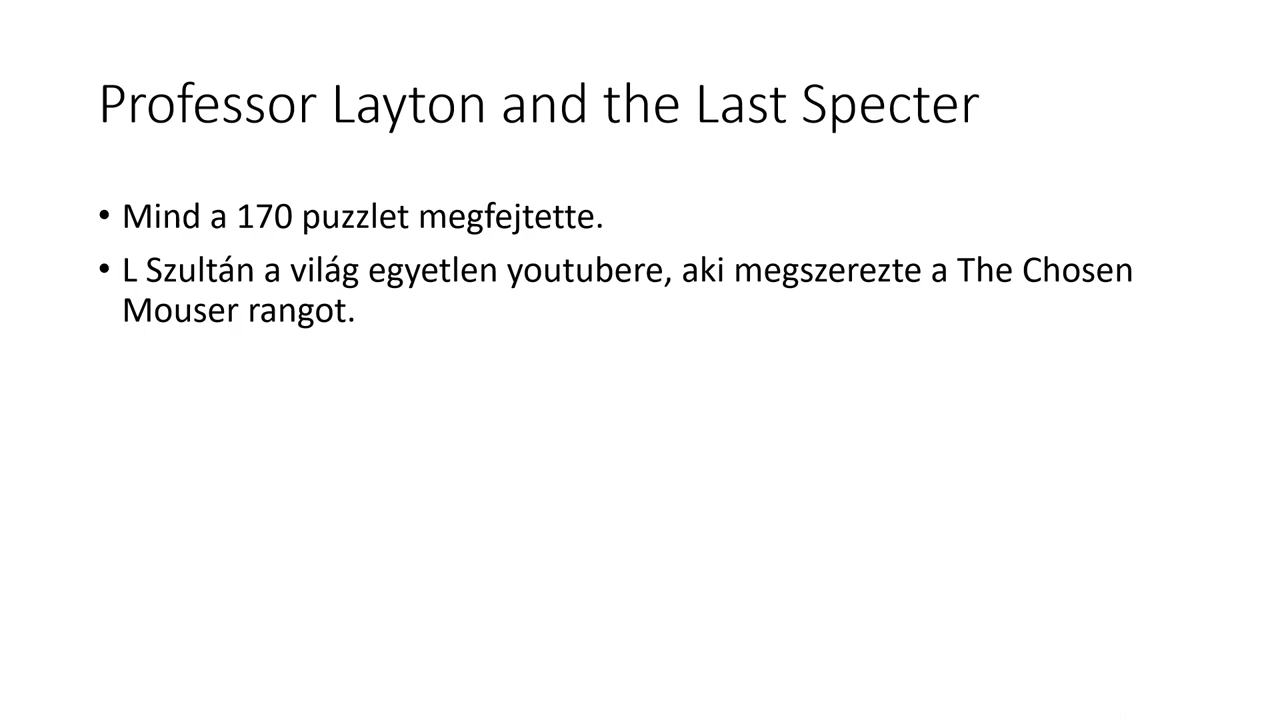 Professor Layton and the Last Specter
• Mind a 170 puzzlet megfejtette.
• L Szultán a világ egyetlen youtubere, aki megszerezte a The Chosen
Mouser rangot.